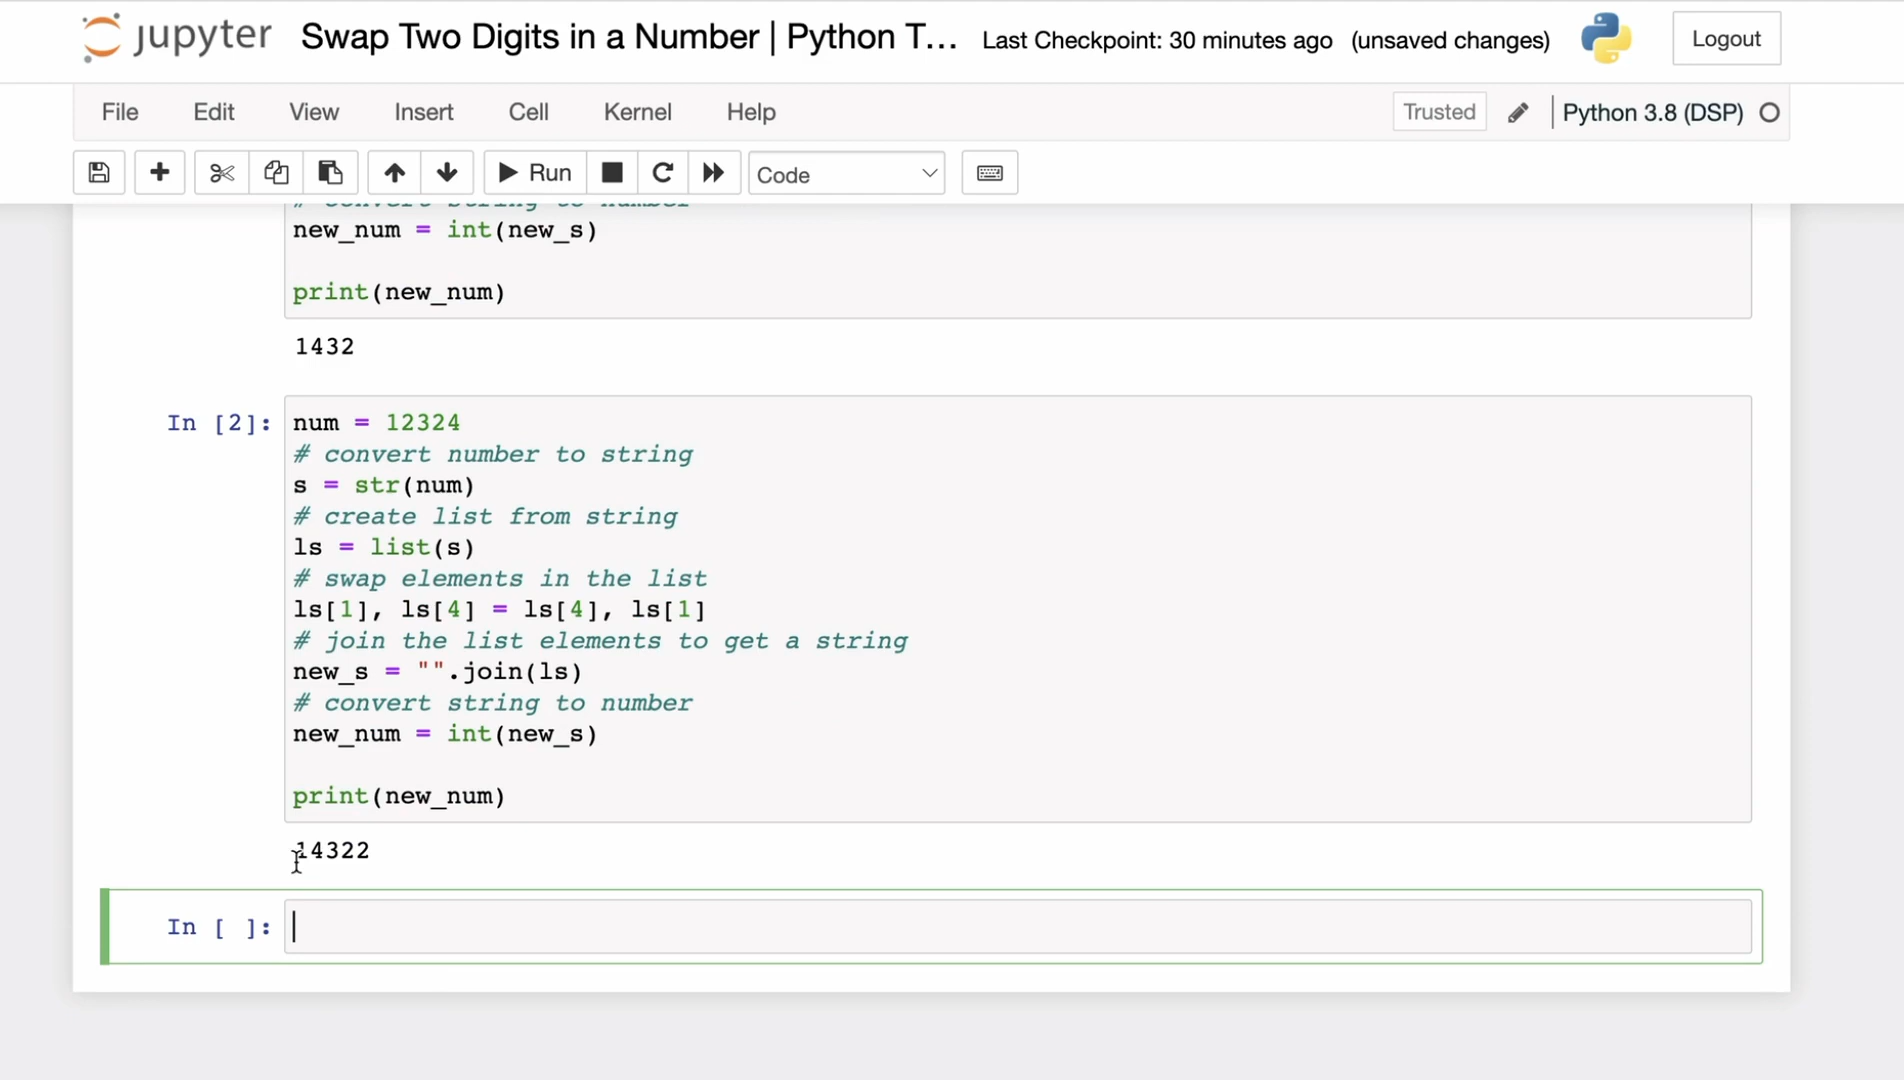 jupyter Swap Two Digits in a Number | Python T... Last Checkpoint: 30 minutes ago (unsaved changes) Logout
File Edit View Insert Cell Kernel Help Trusted Python 3.8 (DSP)
Run Code
# convert string to number
new_num = int(new_s)
print(new_num)
1432
In [2]: num = 12324
# convert number to string
s = str(num)
# create list from string
ls = list(s)
# swap elements in the list
ls[1], ls[4] = ls[4], ls[1]
# join the list elements to get a string
new_s = "".join(ls)
# convert string to number
new_num = int(new_s)
print(new_num)
14322
In [ ]: